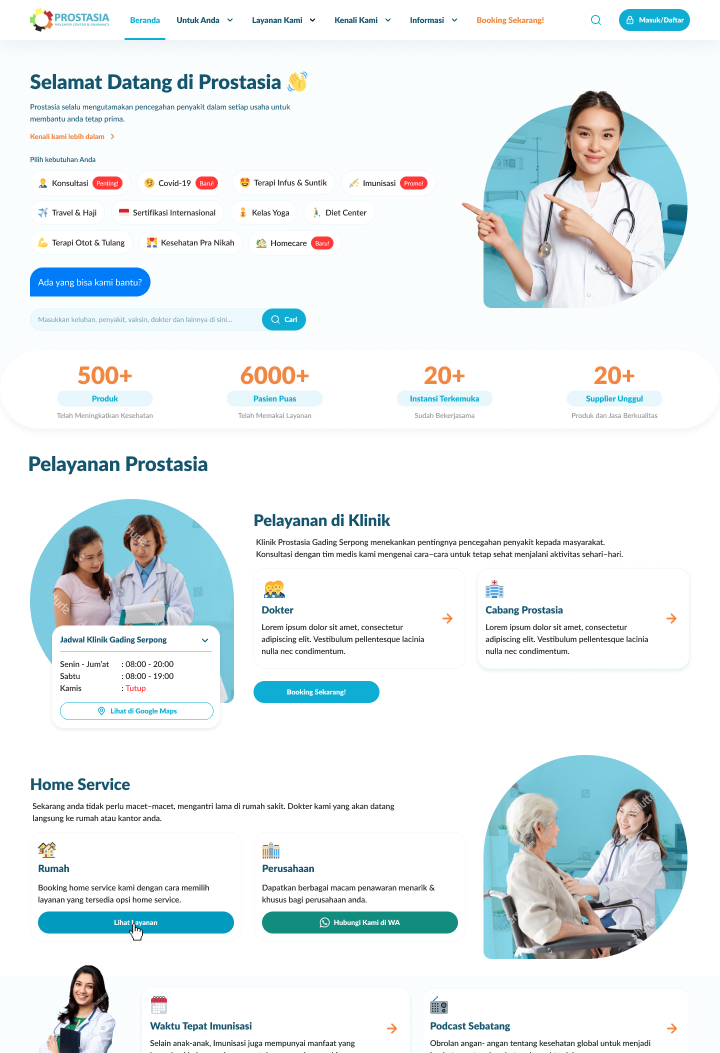 PROSTASIA
Beranda
Untuk Anda
Layanan Kami
Kenali Kami
Informasi
Booking Sekarang!
Masuk/Daftar
Selamat Datang di Prostasia
Prostasia selalu mengutamakan pencegahan penyakit dalam setiap usaha untuk
membantu anda tetap prima.
Kenali kami lebih dalam
Pilih kebutuhan Anda
Konsultasi Penting!
Covid-19 Baru!
Terapi Infus & Suntik
Imunisasi Promo!
Travel & Haji
Sertifikasi Internasional
Kelas Yoga
Diet Center
Terapi Otot & Tulang
Kesehatan Pra Nikah
Homecare Baru!
Ada yang bisa kami bantu?
Masukkan keluhan, penyakit, vaksin, dokter dan lainnya di sini...
Cari
500+
Produk
Telah Meningkatkan Kesehatan
6000+
Pasien Puas
Telah Memakai Layanan
20+
Instansi Terkemuka
Sudah Bekerjasama
20+
Supplier Unggul
Produk dan Jasa Berkualitas
Pelayanan Prostasia
Jadwal Klinik Gading Serpong
Senin - Jum'at : 08:00 - 20:00
Sabtu : 08:00 - 19:00
Kamis : Tutup
Lihat di Google Maps
Pelayanan di Klinik
Klinik Prostasia Gading Serpong menekankan pentingnya pencegahan penyakit kepada masyarakat.
Konsultasi dengan tim medis kami mengenai cara-cara untuk tetap sehat menjalani aktivitas sehari-hari.
Dokter
Lorem ipsum dolor sit amet, consectetur
adipiscing elit. Vestibulum pellentesque lacinia
nulla nec condimentum.
Cabang Prostasia
Lorem ipsum dolor sit amet, consectetur
adipiscing elit. Vestibulum pellentesque lacinia
nulla nec condimentum.
Booking Sekarang!
Home Service
Sekarang anda tidak perlu macet-macet, mengantri lama di rumah sakit. Dokter kami yang akan datang
langsung ke rumah atau kantor anda.
Rumah
Booking home service kami dengan cara memilih
layanan yang tersedia opsi home service.
Lihat Layanan
Perusahaan
Dapatkan berbagai macam penawaran menarik &
khusus bagi perusahaan anda.
Hubungi Kami di WA
Waktu Tepat Imunisasi
Selain anak-anak, Imunisasi juga mempunyai manfaat yang
Podcast Sebatang
Obrolan angan- angan tentang kesehatan global untuk menjadi